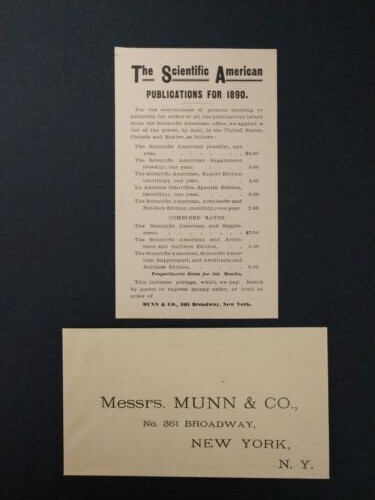 The Scientific American
PUBLICATIONS FOR 1890.
For the convenience of persons desiring to
subscribe for either or all the publications issued
from the Scientific American office, we append a
list of the prices, by mail, in the United States,
Canada and Mexico, as follows:
The Scientific American (weekly), one
year, . . . . . . . . $3.00
The Scientific American Supplement
(weekly), one year, . . . . 5.00
The Scientific American, Export Edition
(monthly), one year, . . . . 5.00
La America Cientifica, Spanish Edition,
(monthly), one year, . . . .
The Scientific American, Architects and
Builders Edition (monthly,) one year 2.50
COMBINED RATES.
The Scientific American and Supple-
ment, . . . . . . . . $7.00
The Scientific American and Archi-
tects and Builders Edition, . . 5.00
The Scientific American, Scientific Amer-
ican Supplement, and Architects and
Builders Edition, . . . . 9.00
Proportionate Rates for Six Months.
This includes postage, which we pay. Remit
by postal or express money order, or draft to
order of
MUNN & CO., 361 Broadway, New York.
Messrs. MUNN & CO.,
No. 361 BROADWAY,
NEW YORK,
N. Y.